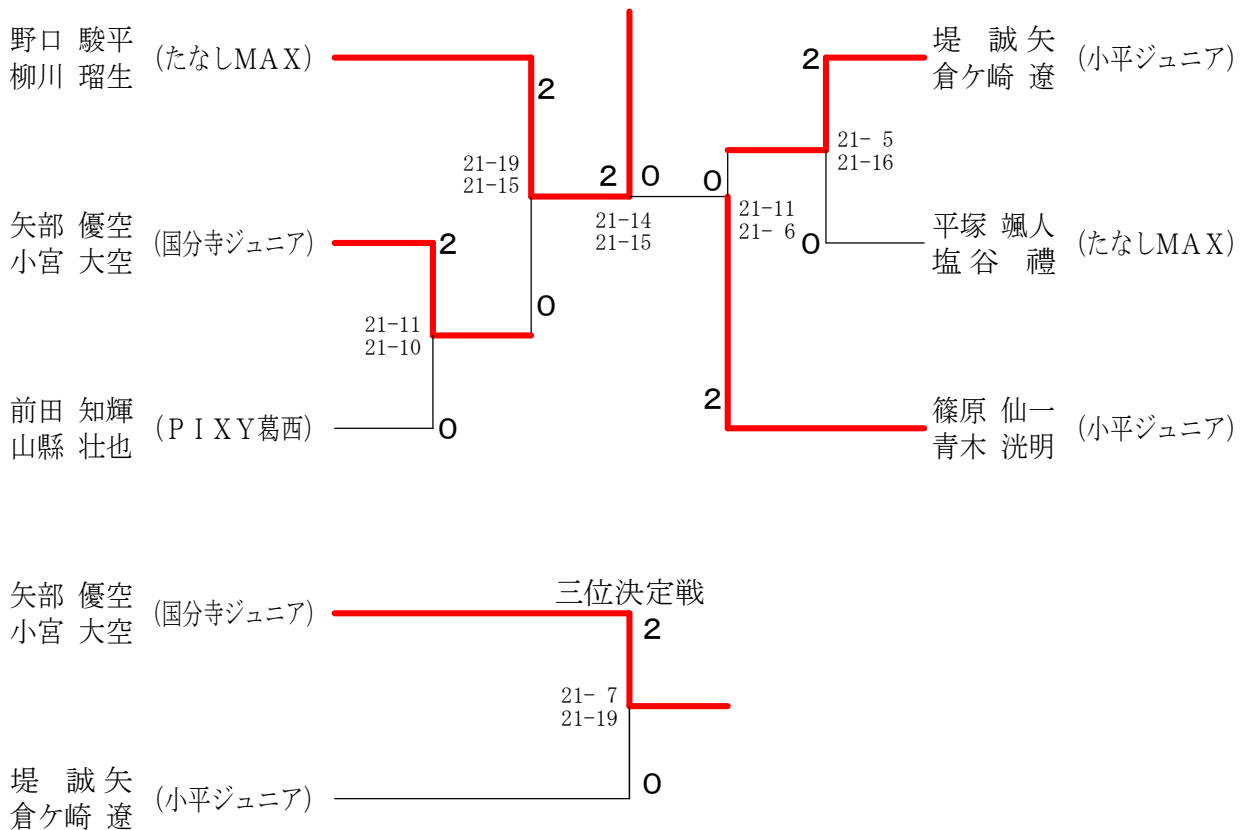 野口 駿平
柳川 瑠生
(たなしMAX)
2
21-19
21-15
矢部 優空
小宮 大空
(国分寺ジュニア)
2
0
21-11
21-10
前田 知輝
山縣 壮也
(PIXY葛西)
0
2 0
21-14
21-15
堤 誠矢
倉ケ崎 遼
(小平ジュニア)
2
21- 5
21-16
0
21-11
21- 6
平塚 颯人
塩谷 禮
(たなしMAX)
0
2
篠原 仙一
青木 洸明
(小平ジュニア)
三位決定戦
矢部 優空
小宮 大空
(国分寺ジュニア)
2
21- 7
21-19
堤 誠矢
倉ケ崎 遼
(小平ジュニア)
0